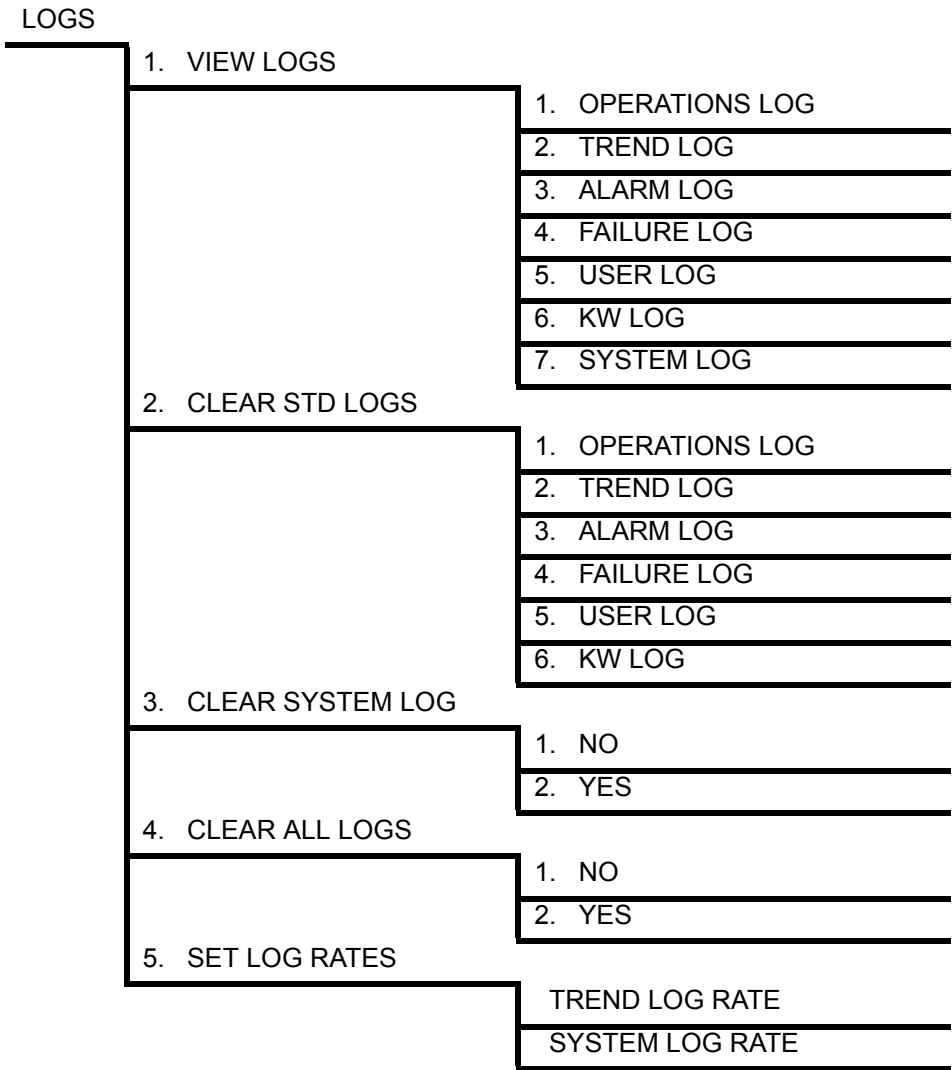 LOGS
1. VIEW LOGS
1. OPERATIONS LOG
2. TREND LOG
3. ALARM LOG
4. FAILURE LOG
5. USER LOG
6. KW LOG
7. SYSTEM LOG
2. CLEAR STD LOGS
1. OPERATIONS LOG
2. TREND LOG
3. ALARM LOG
4. FAILURE LOG
5. USER LOG
6. KW LOG
3. CLEAR SYSTEM LOG
1. NO
2. YES
4. CLEAR ALL LOGS
1. NO
2. YES
5. SET LOG RATES
TREND LOG RATE
SYSTEM LOG RATE